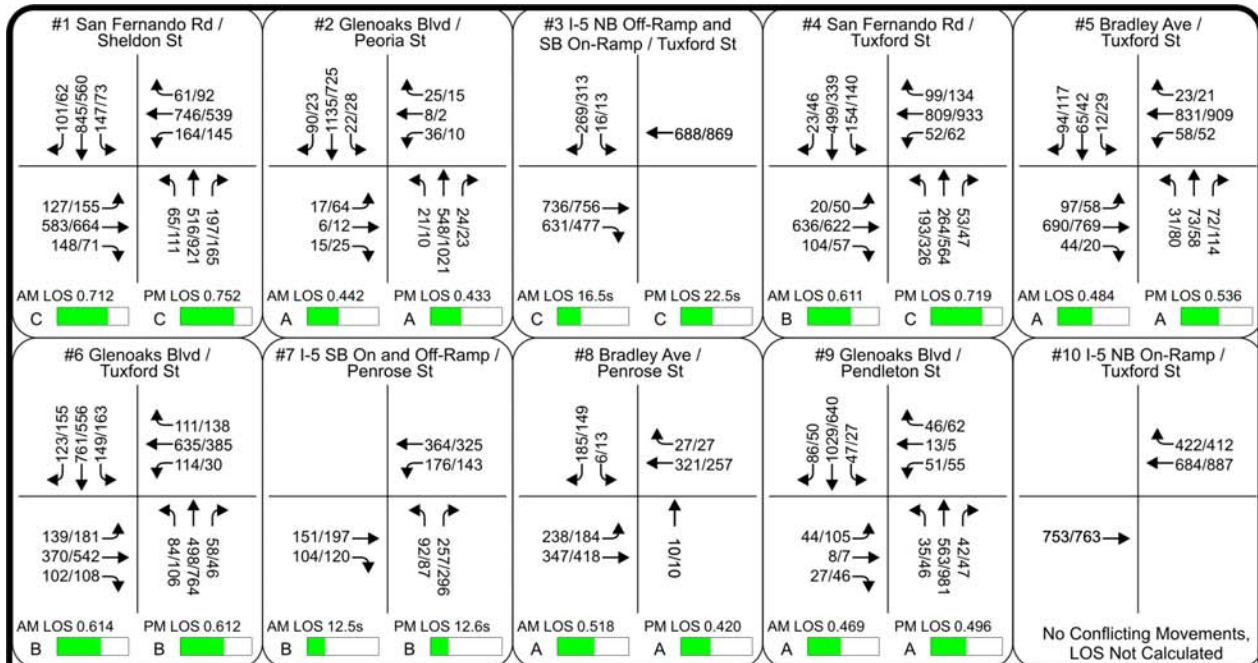 #1 San Fernando Rd /
Sheldon St
101/62
845/560
147/73
61/92
746/539
164/145
127/155
583/664
148/71
65/111
516/921
197/165
AM LOS 0.712
PM LOS 0.752
C
C
#2 Glenoaks Blvd /
Peoria St
90/23
1135/725
22/28
25/15
8/2
36/10
17/64
6/12
15/25
21/10
548/1021
24/23
AM LOS 0.442
PM LOS 0.433
A
A
#3 I-5 NB Off-Ramp and
SB On-Ramp / Tuxford St
269/313
16/13
688/869
736/756
631/477
AM LOS 16.5s
PM LOS 22.5s
C
C
#4 San Fernando Rd /
Tuxford St
23/46
499/339
154/140
99/134
809/933
52/62
20/50
636/622
104/57
193/326
264/564
53/47
AM LOS 0.611
PM LOS 0.719
B
C
#5 Bradley Ave /
Tuxford St
94/117
65/42
12/29
23/21
831/909
58/52
97/58
690/769
44/20
31/80
73/58
72/114
AM LOS 0.484
PM LOS 0.536
A
A
#6 Glenoaks Blvd /
Tuxford St
123/155
761/556
149/163
111/138
635/385
114/30
139/181
370/542
102/108
84/106
498/764
58/46
AM LOS 0.614
PM LOS 0.612
B
B
#7 I-5 SB On and Off-Ramp /
Penrose St
364/325
176/143
151/197
104/120
92/87
257/296
AM LOS 12.5s
PM LOS 12.6s
B
B
#8 Bradley Ave /
Penrose St
185/149
6/13
27/27
321/257
238/184
347/418
10/10
AM LOS 0.518
PM LOS 0.420
A
A
#9 Glenoaks Blvd /
Pendleton St
86/50
1029/640
47/27
46/62
13/5
51/55
44/105
8/7
27/46
35/46
563/981
42/47
AM LOS 0.469
PM LOS 0.496
A
A
#10 I-5 NB On-Ramp /
Tuxford St
422/412
684/887
753/763
No Conflicting Movements,
LOS Not Calculated